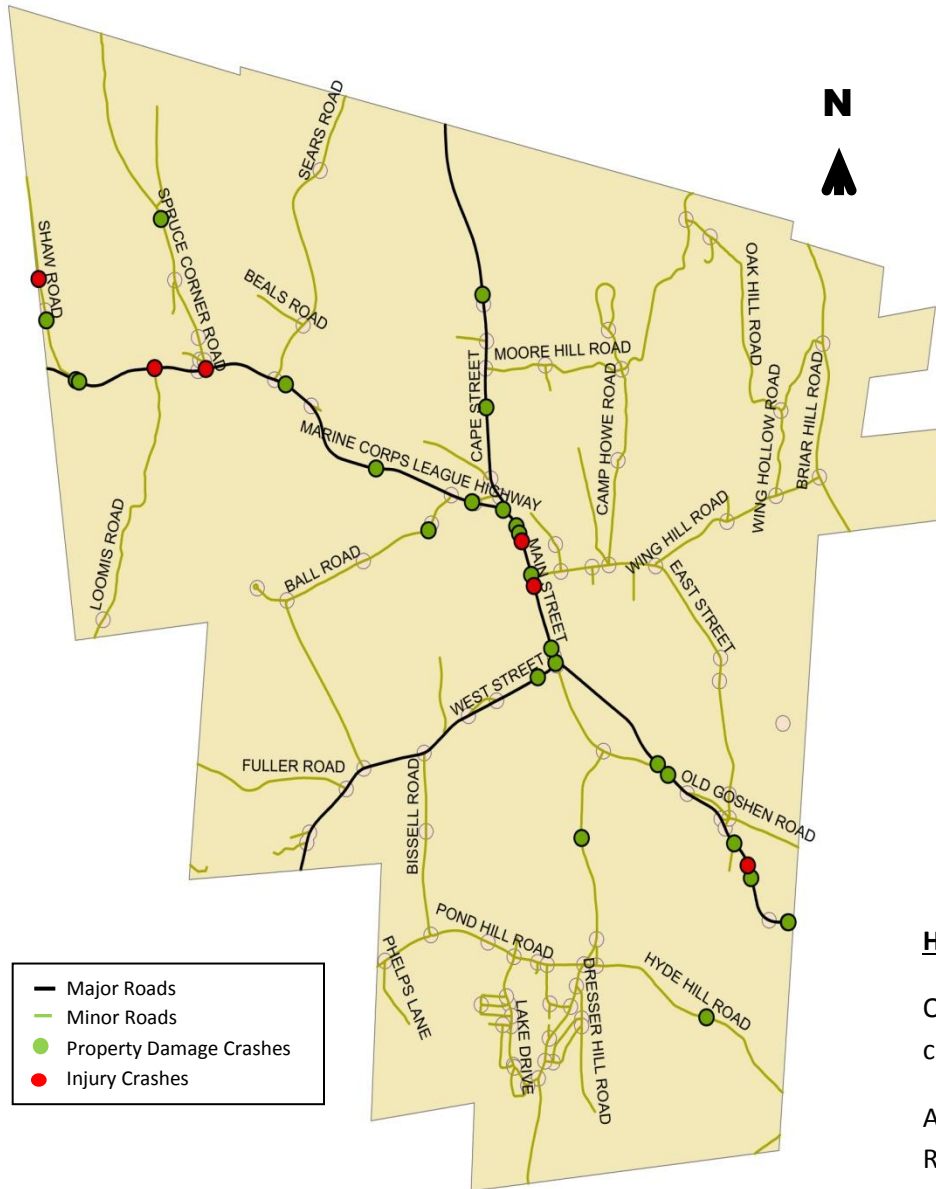 N
SEARS ROAD
SPRUCE CORNER ROAD
SHAW ROAD
BEALS ROAD
OAK HILL ROAD
MOORE HILL ROAD
CAPE STREET
CAMP HOWE ROAD
WING HOLLOW ROAD
BRIAR HILL ROAD
MARINE CORPS LEAGUE HIGHWAY
LOOMIS ROAD
BALL ROAD
MAIN STREET
WING HILL ROAD
EAST STREET
WEST STREET
FULLER ROAD
BISSELL ROAD
OLD GOSHEN ROAD
POND HILL ROAD
PHELPS LANE
LAKE DRIVE
DRESSER HILL ROAD
HYDE HILL ROAD
Major Roads
Minor Roads
Property Damage Crashes
Injury Crashes
H
C
c
A
R